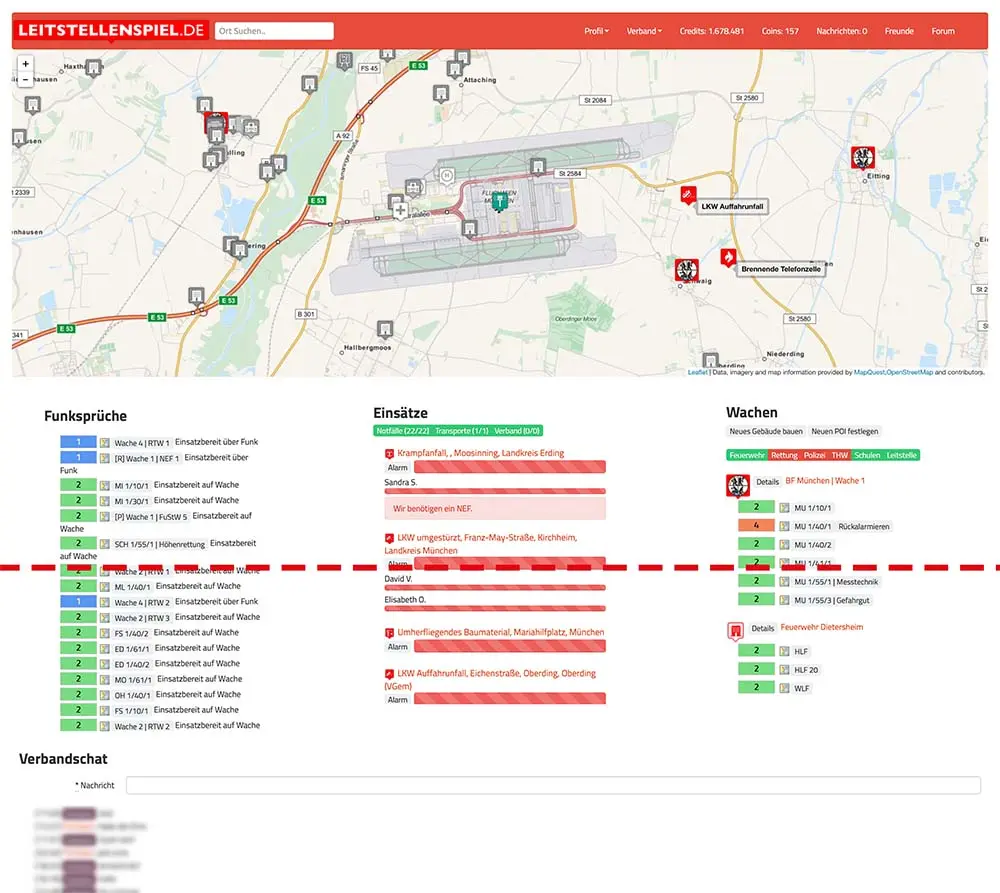 LEITSTELLENSPIEL.DE
Ort Suchen..
Profil
Verband
Credits: 1.678.481
Coins: 157
Nachrichten: 0
Freunde
Forum
+
−
FS 45
E 53
Attaching
St 2084
St 2580
A 92
St 2584
Eitting
2339
E 53
FLUGHAFEN
LKW Auffahrunfall
Brennende Telefonzelle
E 53
B 301
E 53
E 53
341
Hallbergmoos
Oberdinger Moos
St 2580
Niederding
Leaflet | Data, imagery and map information provided by MapQuest,OpenStreetMap and contributors.
Funksprüche
1 Wache 4 | RTW 1 Einsatzbereit über Funk
1 [R] Wache 1 | NEF 1 Einsatzbereit über
Funk
2 MI 1/10/1 Einsatzbereit auf Wache
2 MI 1/30/1 Einsatzbereit auf Wache
2 [P] Wache 1 | FuStW 5 Einsatzbereit auf
Wache
2 SCH 1/55/1 | Höhenrettung Einsatzbereit
auf Wache
2 Wache 2 | RTW 1 Einsatzbereit auf Wache
2 ML 1/40/1 Einsatzbereit auf Wache
1 Wache 4 | RTW 2 Einsatzbereit über Funk
2 Wache 2 | RTW 3 Einsatzbereit auf Wache
2 FS 1/40/2 Einsatzbereit auf Wache
2 ED 1/61/1 Einsatzbereit auf Wache
2 ED 1/40/2 Einsatzbereit auf Wache
2 MO 1/61/1 Einsatzbereit auf Wache
2 OH 1/40/1 Einsatzbereit auf Wache
2 FS 1/10/1 Einsatzbereit auf Wache
2 Wache 2 | RTW 2 Einsatzbereit auf Wache
Einsätze
Notfälle (22/22) Transporte (1/1) Verband (0/0)
Krampfanfall, , Moosinning, Landkreis Erding
Alarm
Sandra S.
Wir benötigen ein NEF.
LKW umgestürzt, Franz-May-Straße, Kirchheim,
Landkreis München
Alarm
David V.
Elisabeth O.
Umherfliegendes Baumaterial, Mariahilfplatz, München
Alarm
LKW Auffahrunfall, Eichenstraße, Oberding, Oberding
(VGem)
Alarm
Wachen
Neues Gebäude bauen Neuen POI festlegen
Feuerwehr Rettung Polizei THW Schulen Leitstelle
Details BF München | Wache 1
2 MU 1/10/1
4 MU 1/40/1 Rückalarmieren
2 MU 1/40/2
2 MU 1/41/1
2 MU 1/55/1 | Messtechnik
2 MU 1/55/3 | Gefahrgut
Details Feuerwehr Dietersheim
2 HLF
2 HLF 20
2 WLF
Verbandschat
* Nachricht